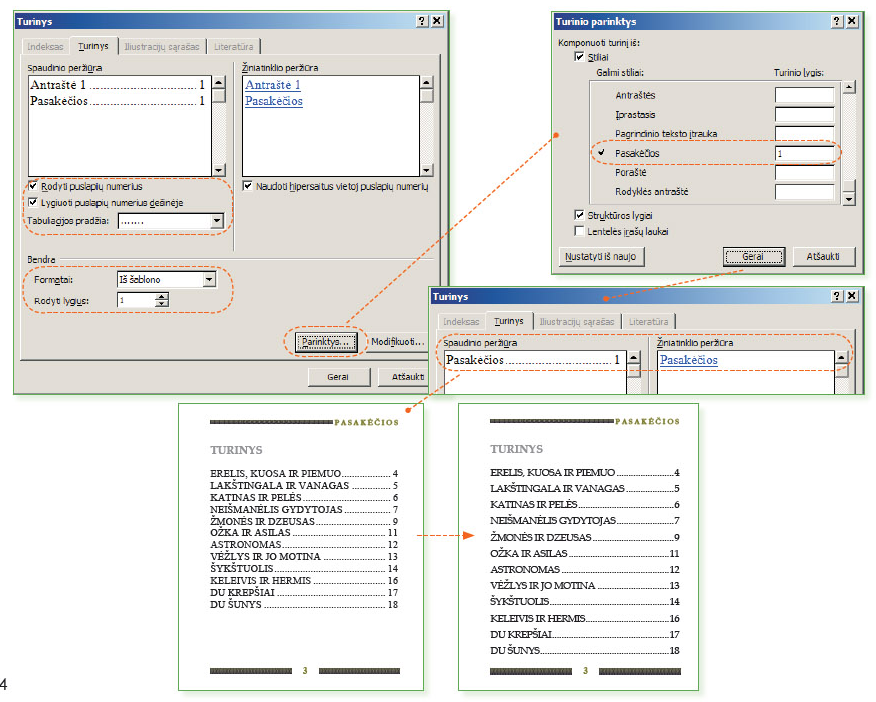 Turinys
Indeksas Turinys Iliustracijų sąrašas Literatūra
Spaudinio peržiūra
Antraštė 1 ........................... 1
Pasakėčios ........................... 1
Žiniatinklio peržiūra
Antraštė 1
Pasakėčios
Rodyti puslapių numerius
Lygiuoti puslapių numerius dešinėje
Tabuliacijos pradžia: .......
Naudoti hipersaitus vietoj puslapių numerių
Bendra
Formatai: Iš šablono
Rodyti lygius: 1
Parinktys... Modifikuoti...
Gerai Atšaukti
Turinio parinktys
Komponuoti turinį iš:
Stiliai
Galimi stiliai: Turinio lygis:
Antraštės
Įprastasis
Pagrindinio teksto įtrauka
Pasakėčios 1
Poraštė
Rodyklės antraštė
Struktūros lygiai
Lentelės įrašų laukai
Nustatyti iš naujo Gerai Atšaukti
Turinys
Indeksas Turinys Iliustracijų sąrašas Literatūra
Spaudinio peržiūra Žiniatinklio peržiūra
Pasakėčios ........................... 1 Pasakėčios
PASAKĖČIOS
TURINYS
ERELIS, KUOSA IR PIEMUO ............... 4
LAKŠTINGALA IR VANAGAS ............ 5
KATINAS IR PELĖS ........................... 6
NEIŠMANĖLIS GYDYTOJAS ............... 7
ŽMONĖS IR DZEUSAS ....................... 9
OŽKA IR ASILAS ............................... 11
ASTRONOMAS ................................... 12
VĖŽLYS IR JO MOTINA ..................... 13
ŠYKŠTUOLIS ...................................... 14
KELEIVIS IR HERMIS ......................... 16
DU KREPŠIAI ..................................... 17
DU ŠUNYS .......................................... 18
3
PASAKĖČIOS
TURINYS
ERELIS, KUOSA IR PIEMUO ............... 4
LAKŠTINGALA IR VANAGAS ............ 5
KATINAS IR PELĖS ........................... 6
NEIŠMANĖLIS GYDYTOJAS ............... 7
ŽMONĖS IR DZEUSAS ....................... 9
OŽKA IR ASILAS ............................... 11
ASTRONOMAS ................................... 12
VĖŽLYS IR JO MOTINA ..................... 13
ŠYKŠTUOLIS ...................................... 14
KELEIVIS IR HERMIS ......................... 16
DU KREPŠIAI ..................................... 17
DU ŠUNYS .......................................... 18
3
4